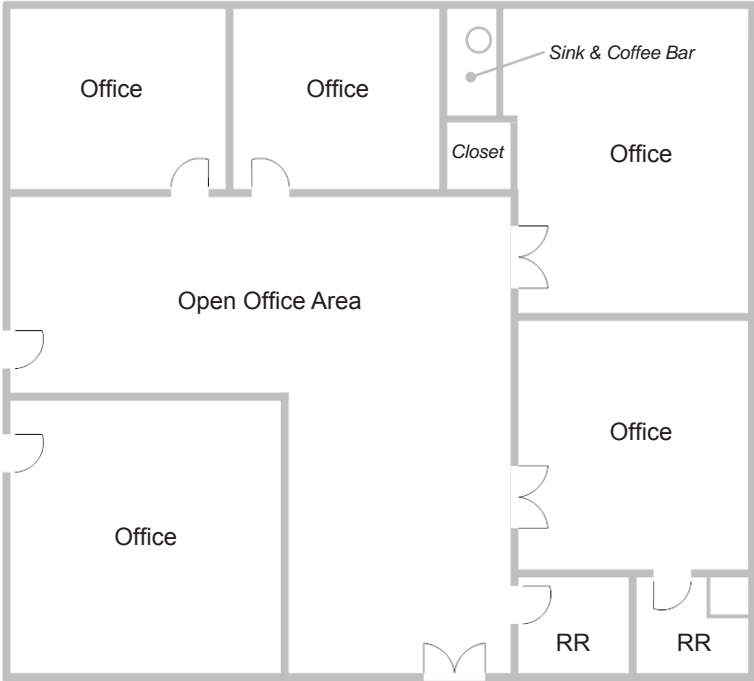 Office
Office
Sink & Coffee Bar
Closet
Office
Open Office Area
Office
Office
RR
RR